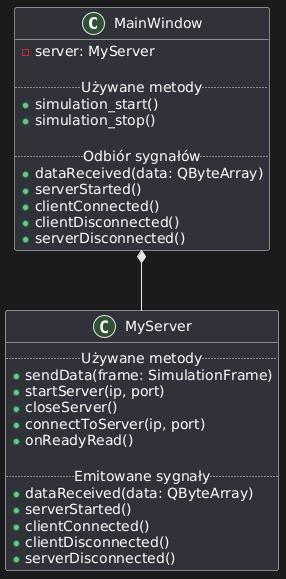 C MainWindow
server: MyServer
Używane metody
simulation_start()
simulation_stop()
Odbiór sygnałów
dataReceived(data: QByteArray)
serverStarted()
clientConnected()
clientDisconnected()
serverDisconnected()
C MyServer
Używane metody
sendData(frame: SimulationFrame)
startServer(ip, port)
closeServer()
connectToServer(ip, port)
onReadyRead()
Emitowane sygnały
dataReceived(data: QByteArray)
serverStarted()
clientConnected()
clientDisconnected()
serverDisconnected()